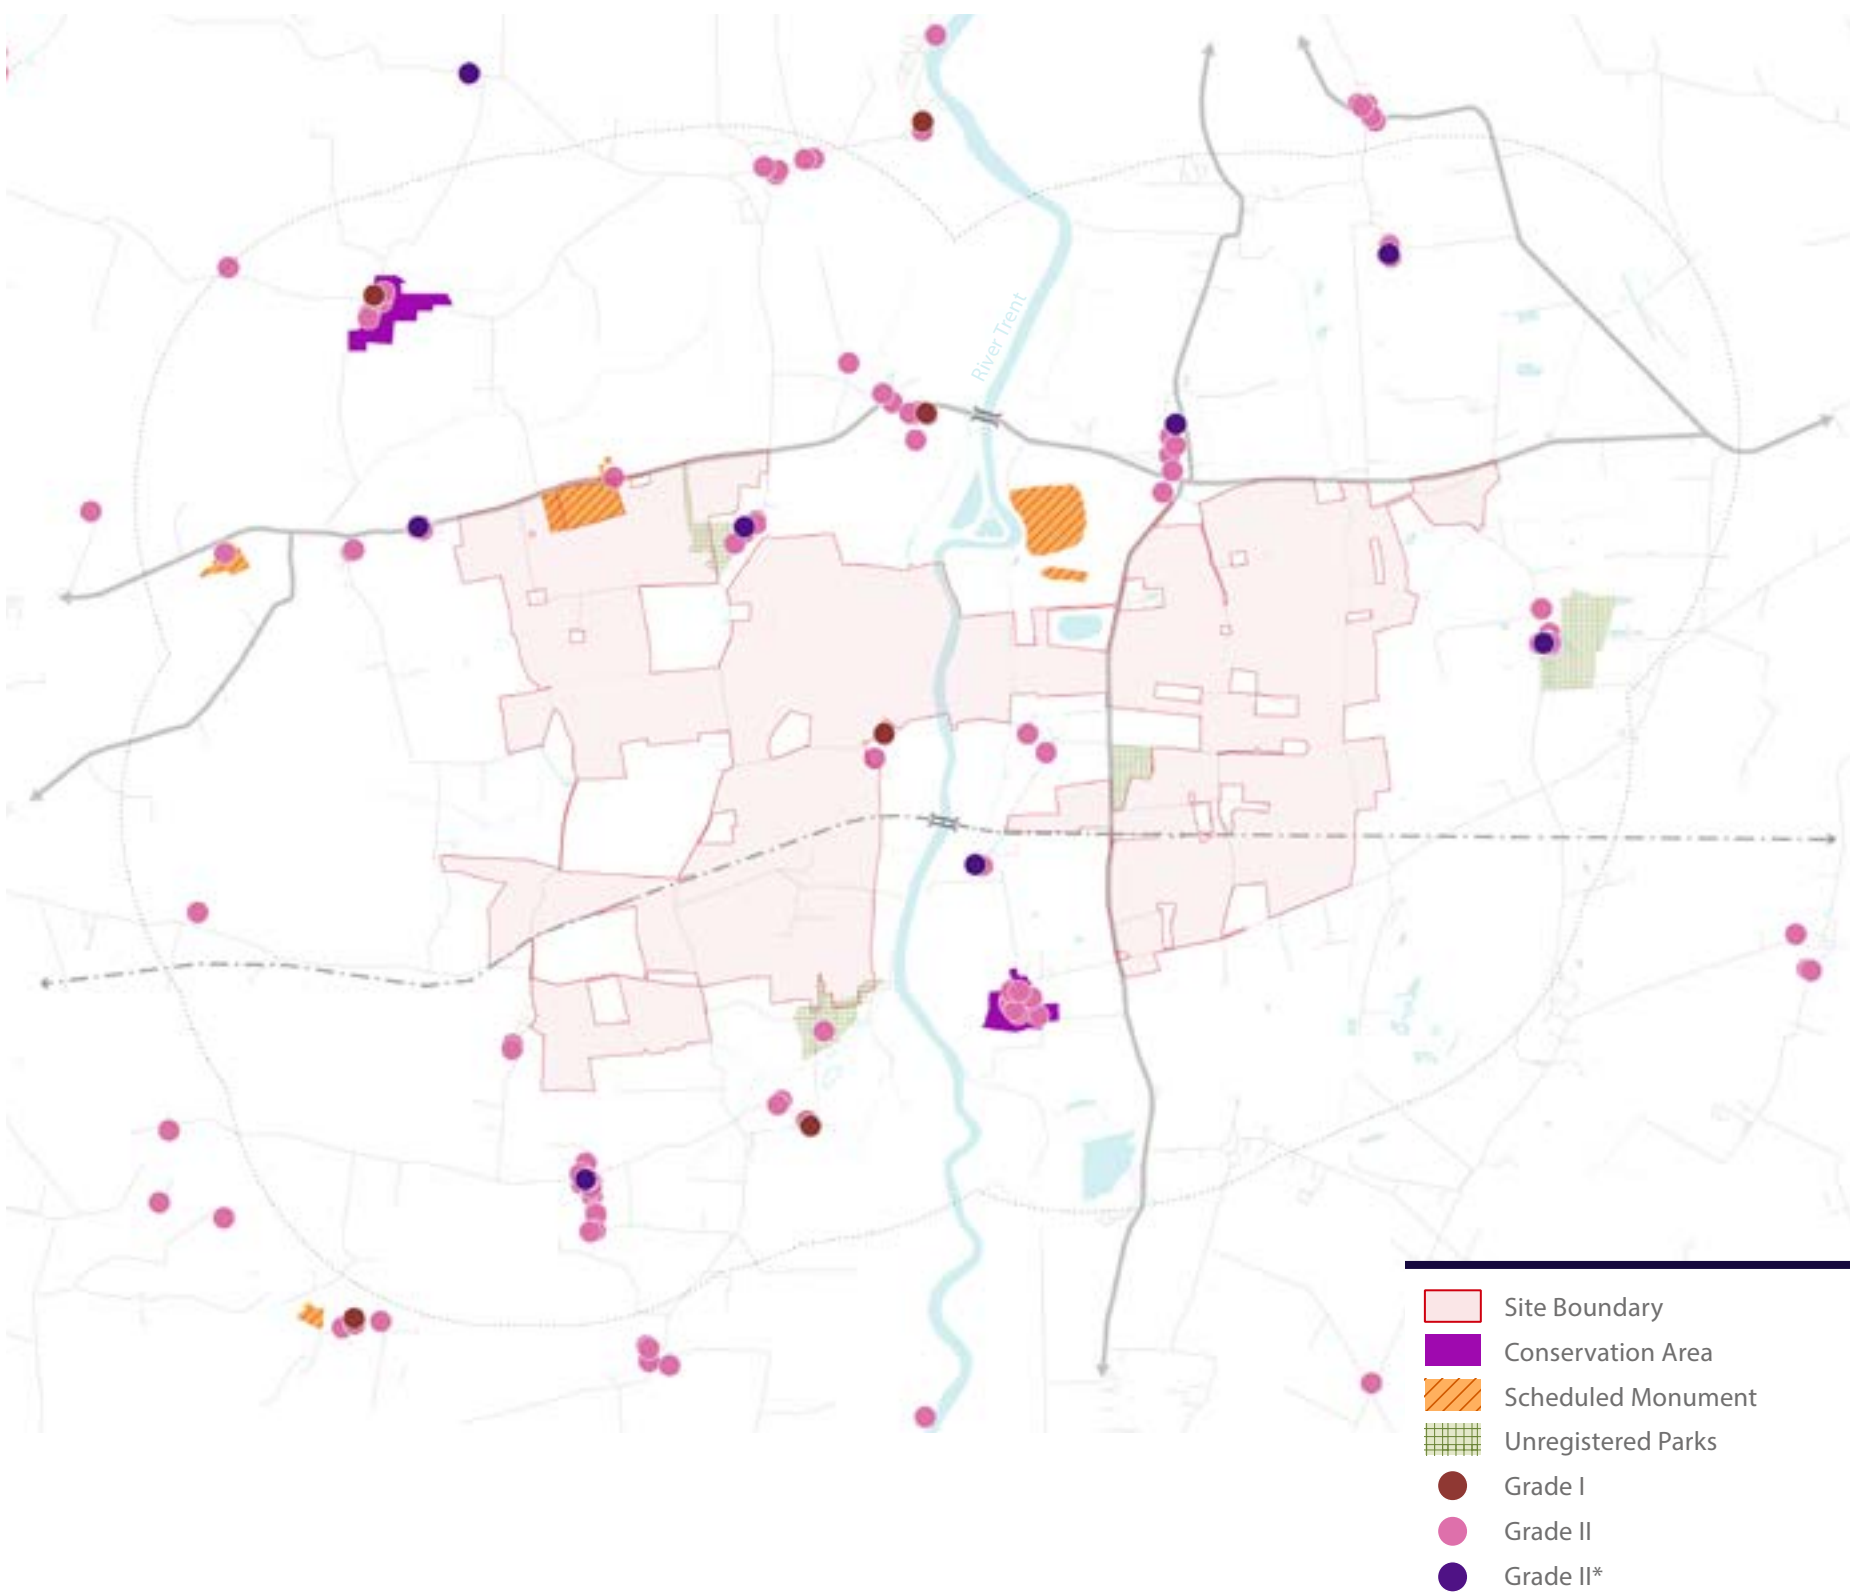 River Trent
Site Boundary
Conservation Area
Scheduled Monument
Unregistered Parks
Grade I
Grade II
Grade II*